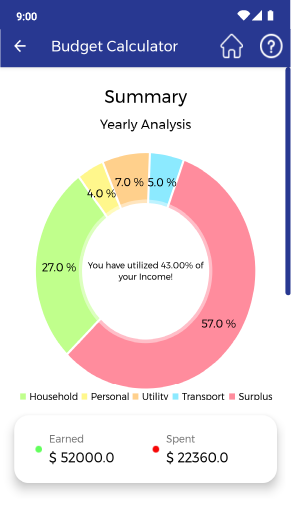 9:00
Budget Calculator
Summary
Yearly Analysis
4.0 %
7.0 %
5.0 %
27.0 %
You have utilized 43.00% of
your Income!
57.0 %
Household Personal Utility Transport Surplus
Earned
$ 52000.0
Spent
$ 22360.0